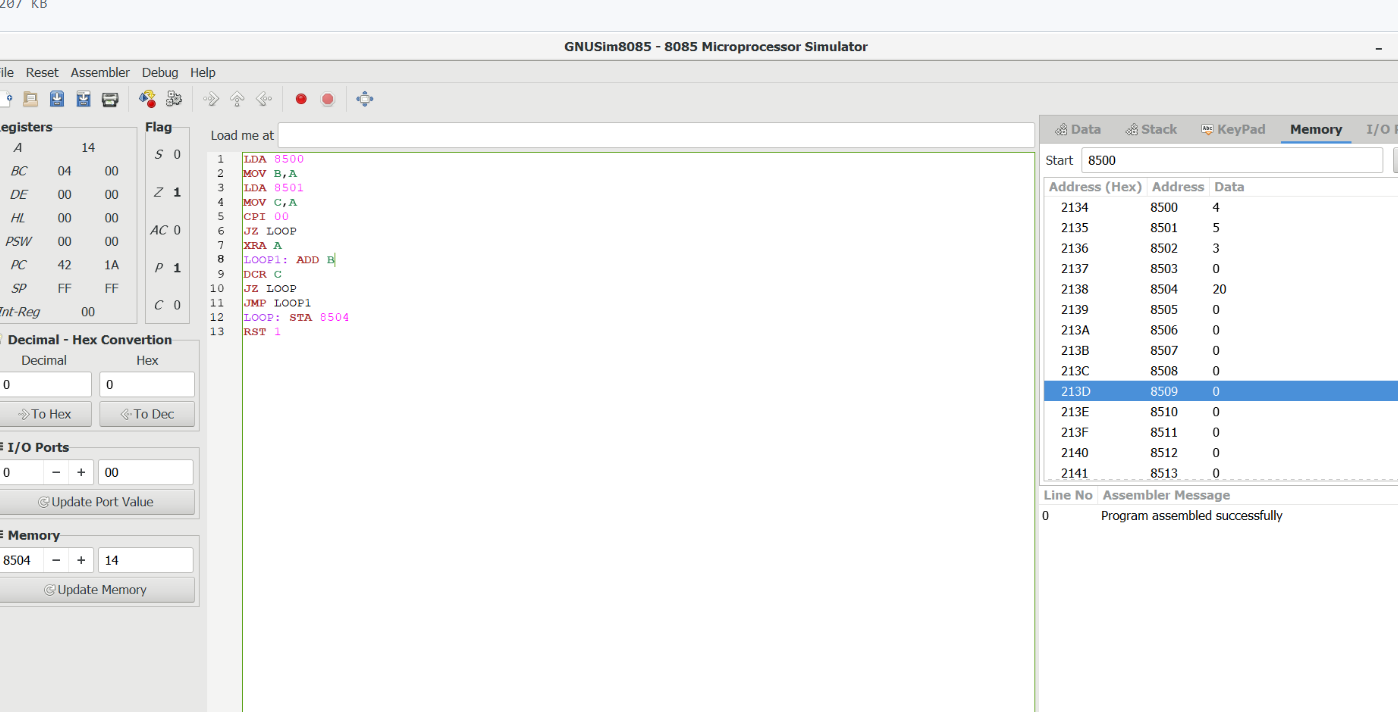 207 KB
GNUSim8085 - 8085 Microprocessor Simulator
ile Reset Assembler Debug Help
egisters
A 14
BC 04 00
DE 00 00
HL 00 00
PSW 00 00
PC 42 1A
SP FF FF
Int-Reg 00
Flag
S 0
Z 1
AC 0
P 1
C 0
Decimal - Hex Convertion
Decimal Hex
0 0
To Hex To Dec
I/O Ports
0 − + 00
Update Port Value
Memory
8504 − + 14
Update Memory
Load me at
1 LDA 8500
2 MOV B,A
3 LDA 8501
4 MOV C,A
5 CPI 00
6 JZ LOOP
7 XRA A
8 LOOP1: ADD B
9 DCR C
10 JZ LOOP
11 JMP LOOP1
12 LOOP: STA 8504
13 RST 1
Data Stack Abc KeyPad Memory I/O P
Start 8500
Address (Hex) Address Data
2134 8500 4
2135 8501 5
2136 8502 3
2137 8503 0
2138 8504 20
2139 8505 0
213A 8506 0
213B 8507 0
213C 8508 0
213D 8509 0
213E 8510 0
213F 8511 0
2140 8512 0
2141 8513 0
Line No Assembler Message
0 Program assembled successfully